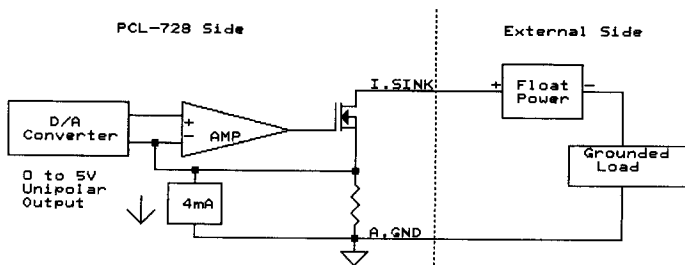 PCL-728 Side
External Side
I.SINK
+
Float
Power
-
D/A
Converter
+
-
AMP
Grounded
Load
0 to 5V
Unipolar
Output
4mA
A.GND